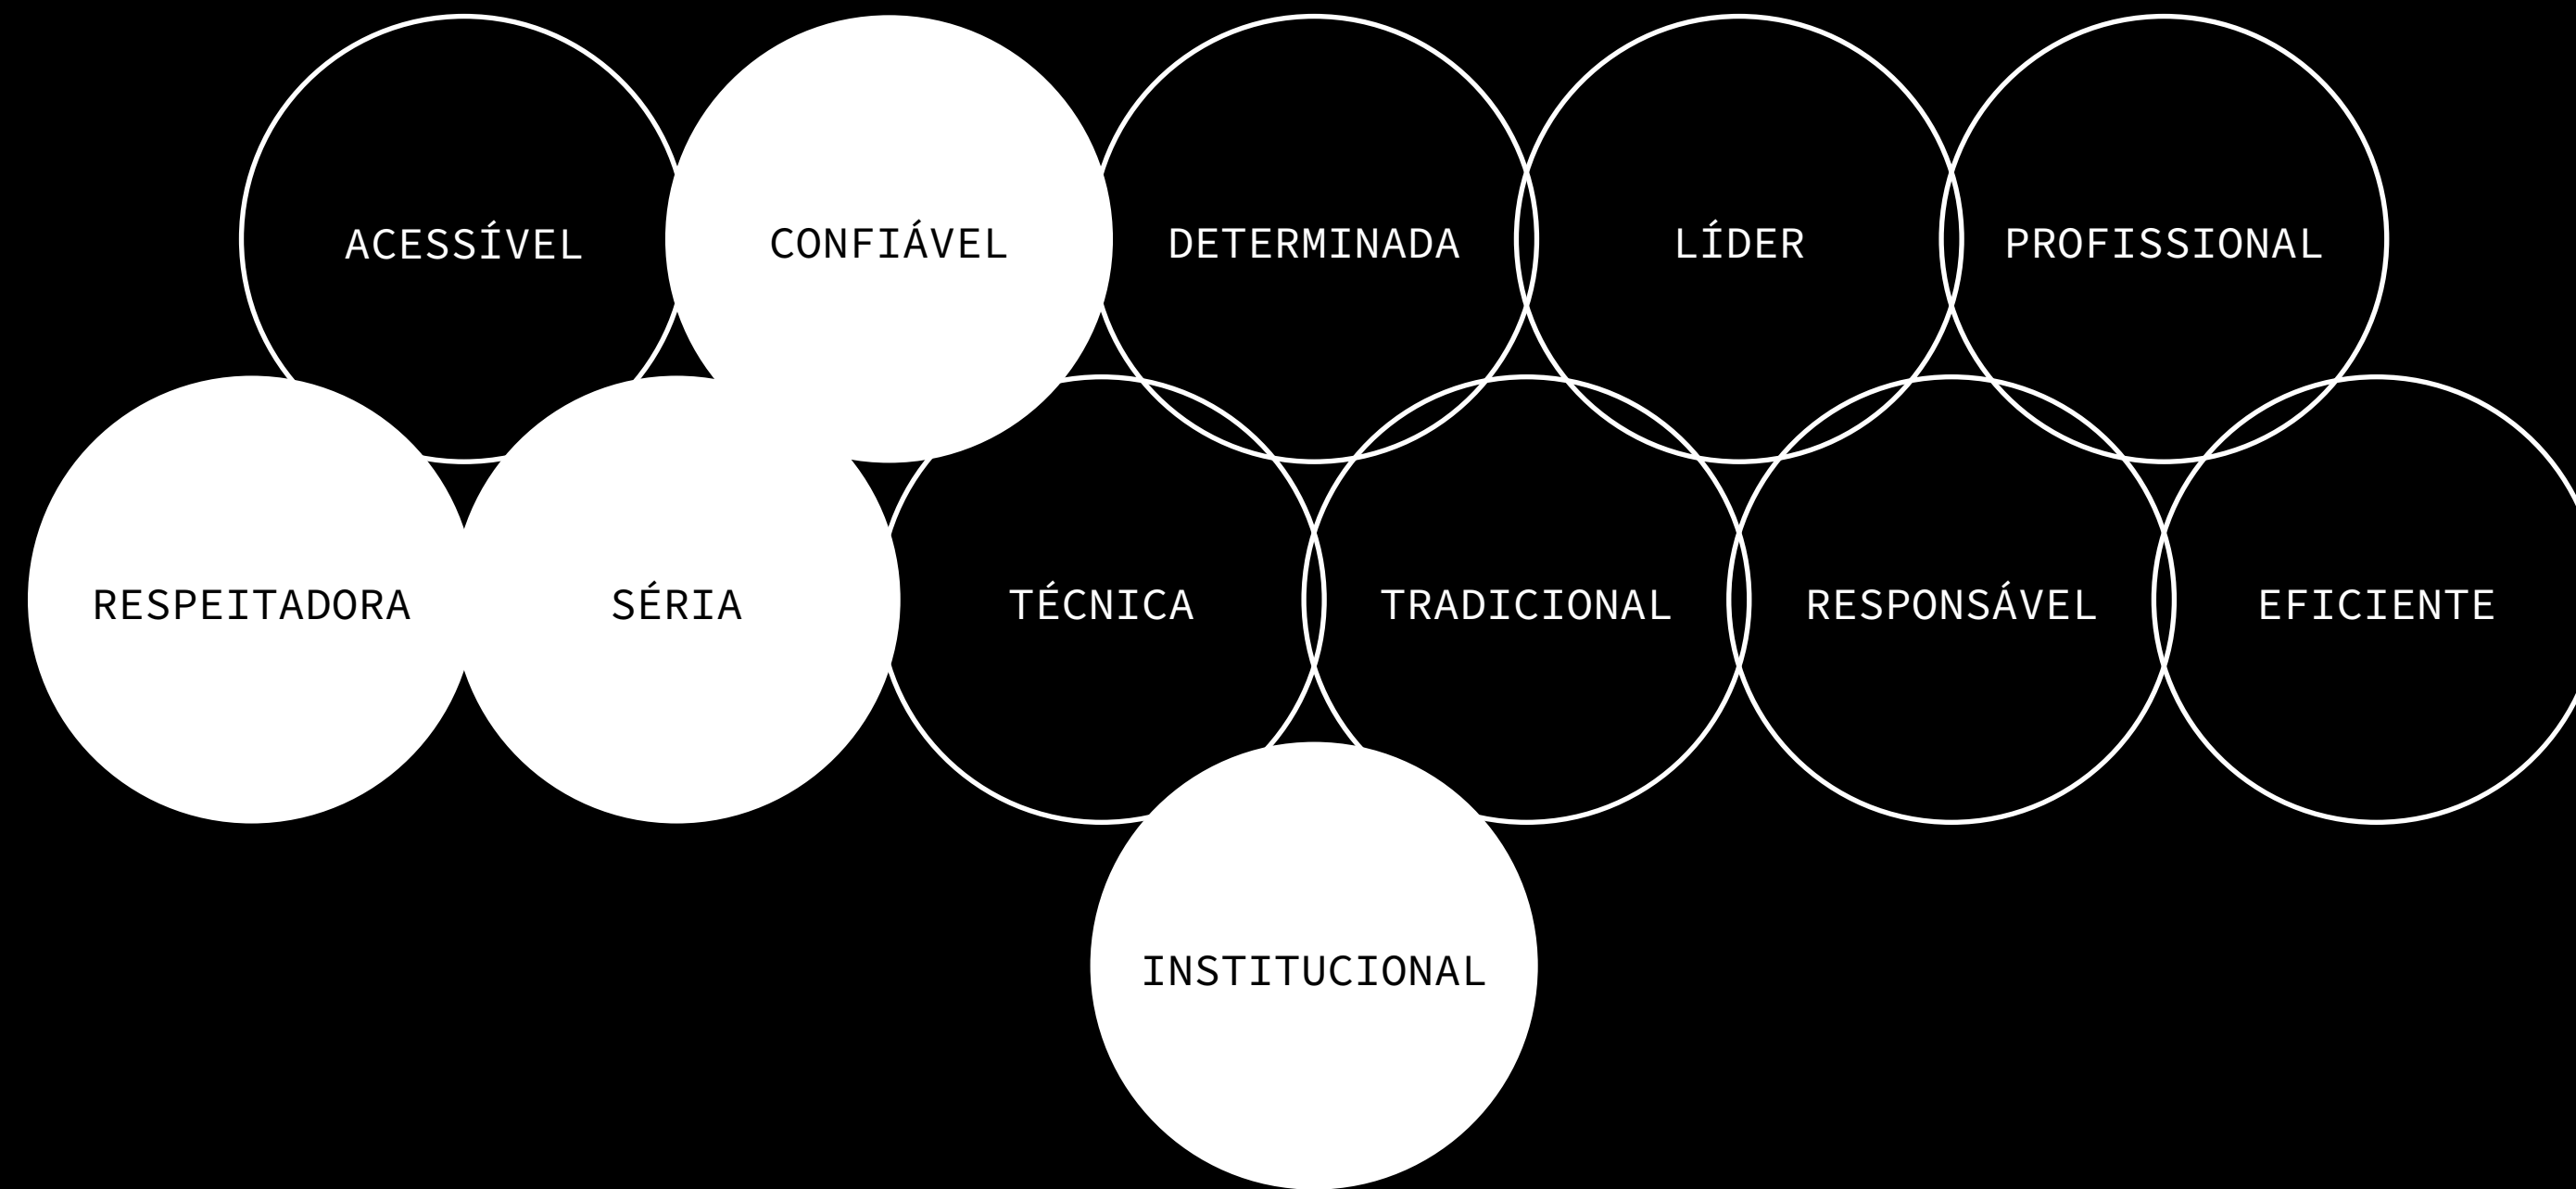 ACESSÍVEL
CONFIÁVEL
DETERMINADA
LÍDER
PROFISSIONAL
RESPEITADORA
SÉRIA
TÉCNICA
TRADICIONAL
RESPONSÁVEL
EFICIENTE
INSTITUCIONAL